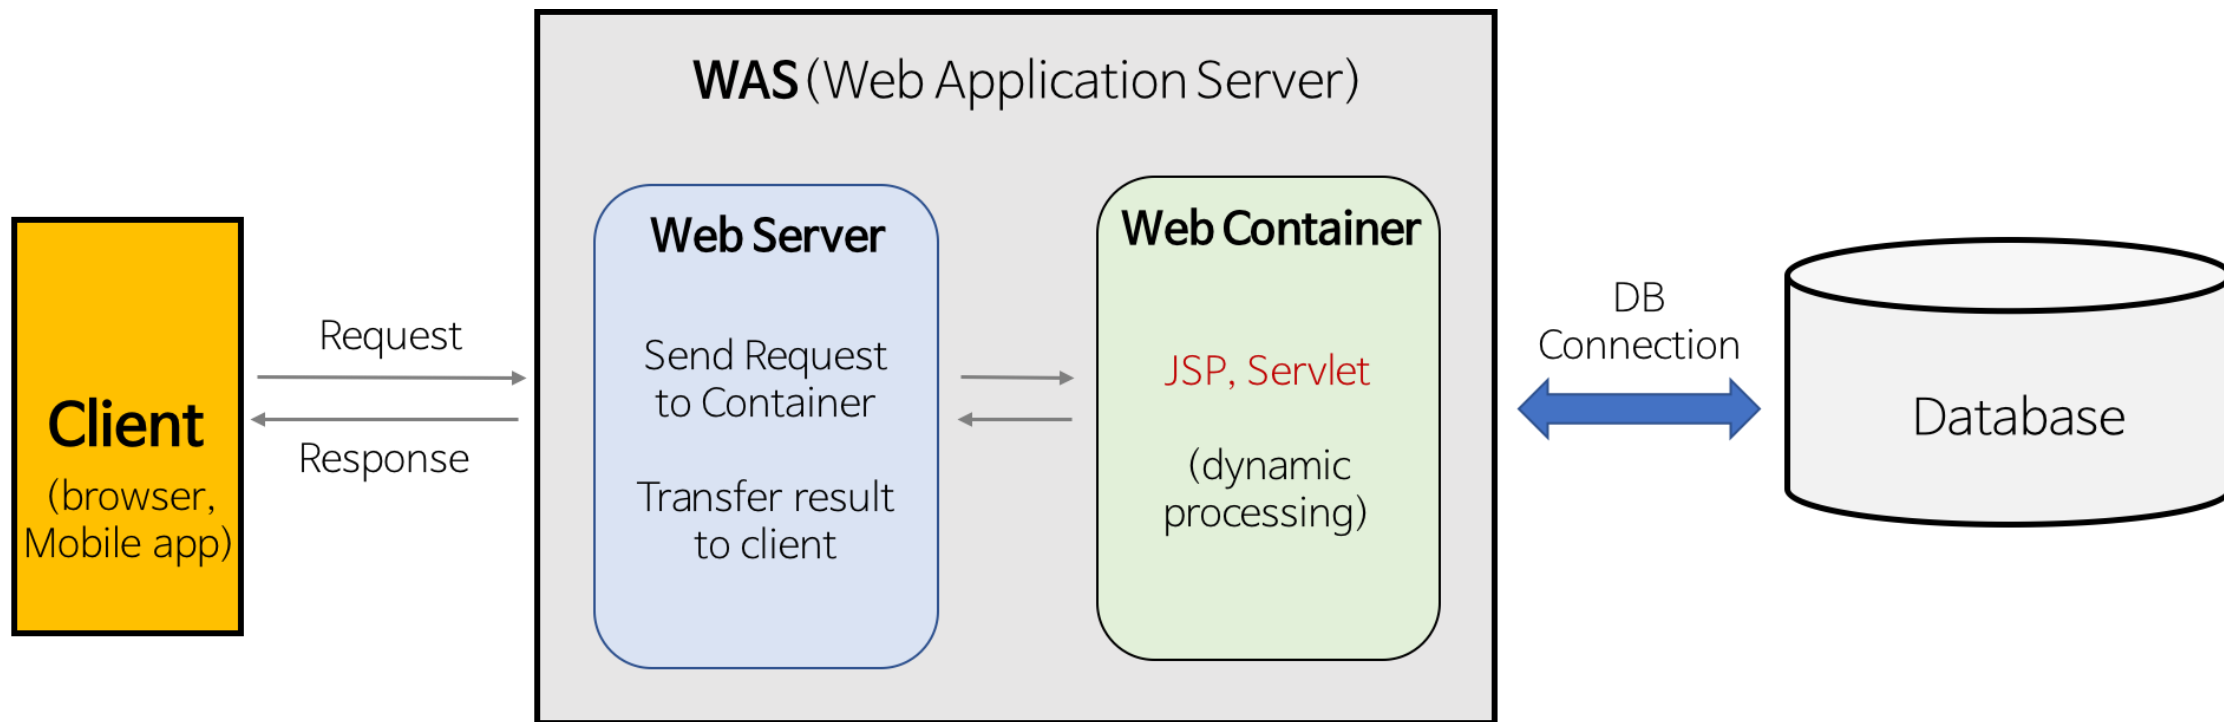 WAS (Web Application Server)
Client
(browser,
Mobile app)
Request
Response
Web Server
Send Request
to Container
Transfer result
to client
Web Container
JSP, Servlet
(dynamic
processing)
DB
Connection
Database